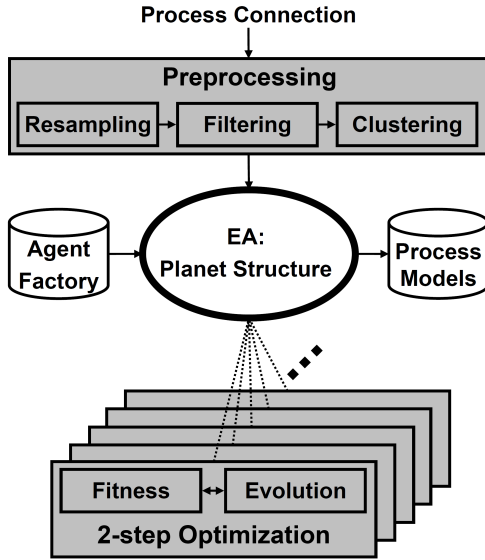 Process Connection
Preprocessing
Resampling
Filtering
Clustering
Agent
Factory
EA:
Planet Structure
Process
Models
Fitness
Evolution
2-step Optimization